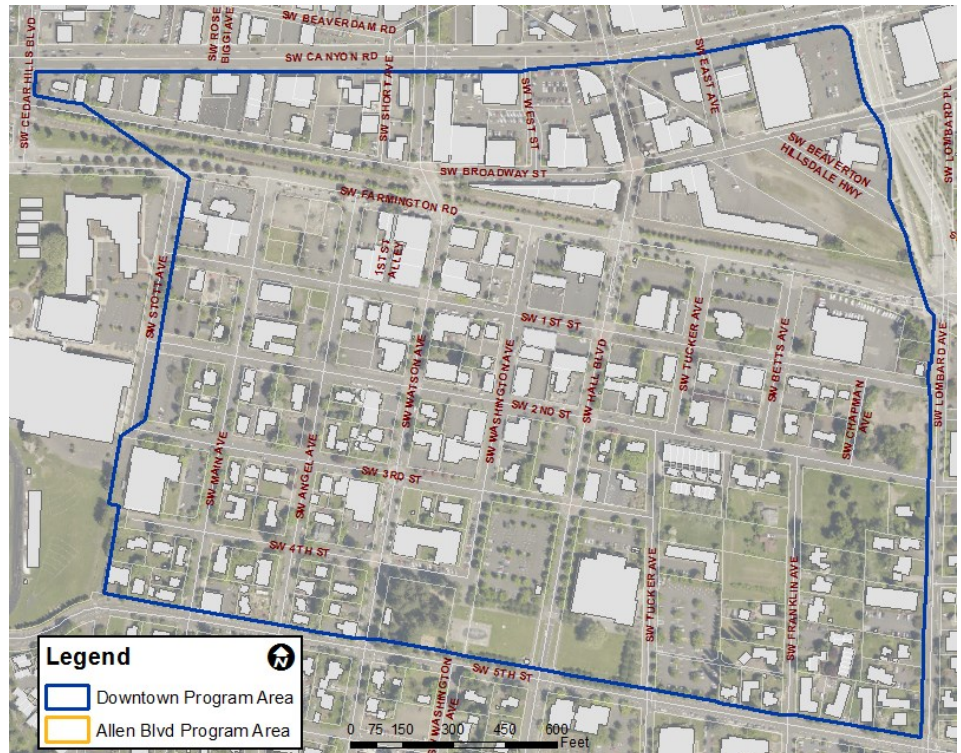 SW BEAVERDAM RD
SW ROSE
BIGGI AVE
SW CEDAR HILLS BLVD
SW CANYON RD
SW SHORT AVE
SW WEST ST
SW EAST AVE
SW LOMBARD PL
SW BEAVERTON
HILLSDALE HWY
SW BROADWAY ST
SW FARMINGTON RD
S
1ST ST
ALLEY
SW STOTT AVE
SW 1ST ST
SW TUCKER AVE
SW BETTS AVE
SW LOMBARD AVE
SW WATSON AVE
SW WASHINGTON AVE
SW HALL BLVD
SW 2ND ST
SW CHAPMAN
AVE
SW MAIN AVE
SW ANGEL AVE
SW 3RD ST
SW 4TH ST
SW TUCKER AVE
SW FRANKLIN AVE
SW 5TH ST
SW WASHINGTON
AVE
Legend
N
Downtown Program Area
Allen Blvd Program Area
0 75 150 300 450 600
Feet